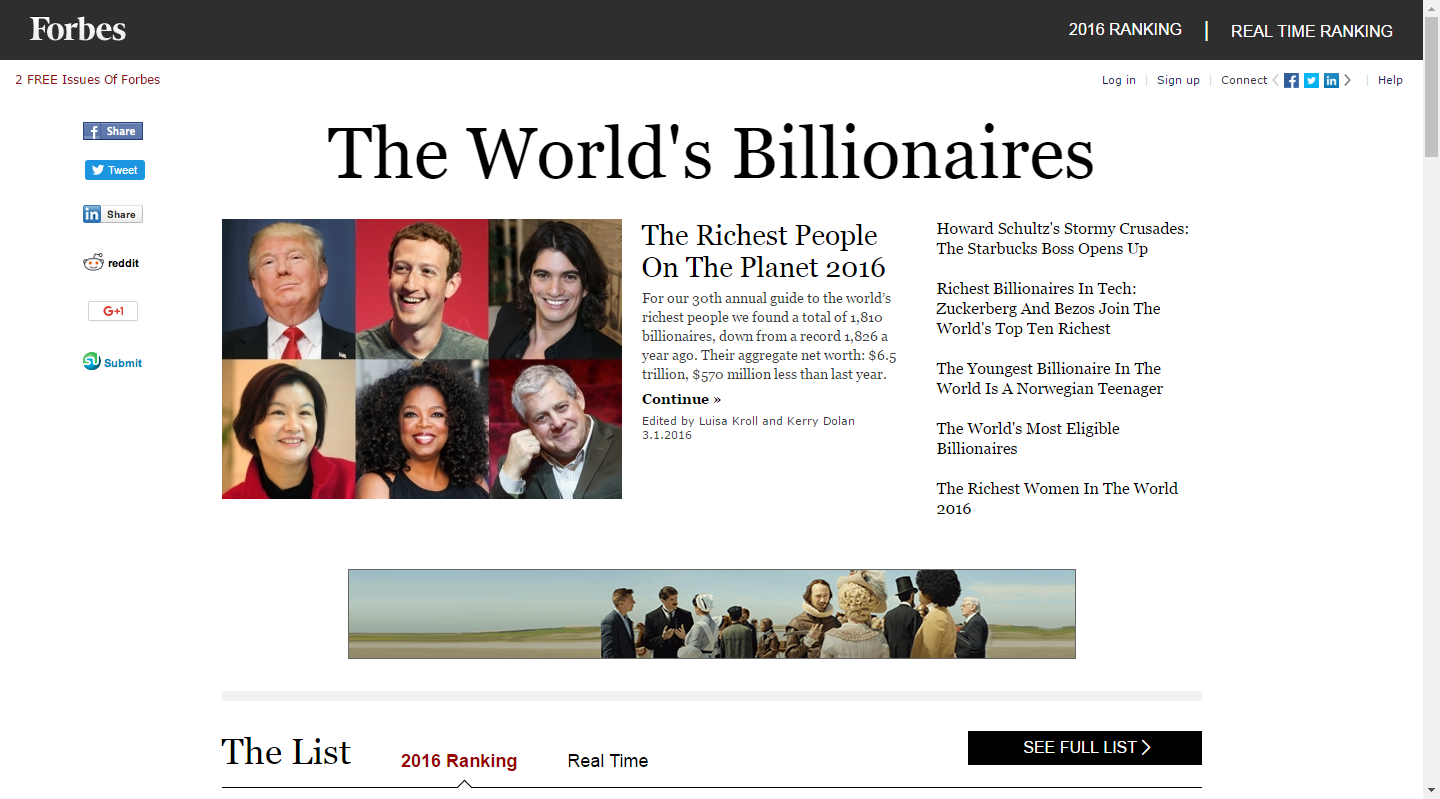 Forbes
2016 RANKING
REAL TIME RANKING
2 FREE Issues Of Forbes
Log in
Sign up
Connect
Help
Share
Tweet
Share
reddit
G+1
Submit
The World's Billionaires
The Richest People
On The Planet 2016
For our 30th annual guide to the world’s
richest people we found a total of 1,810
billionaires, down from a record 1,826 a
year ago. Their aggregate net worth: $6.5
trillion, $570 million less than last year.
Continue »
Edited by Luisa Kroll and Kerry Dolan
3.1.2016
Howard Schultz's Stormy Crusades:
The Starbucks Boss Opens Up
Richest Billionaires In Tech:
Zuckerberg And Bezos Join The
World's Top Ten Richest
The Youngest Billionaire In The
World Is A Norwegian Teenager
The World's Most Eligible
Billionaires
The Richest Women In The World
2016
The List
2016 Ranking
Real Time
SEE FULL LIST